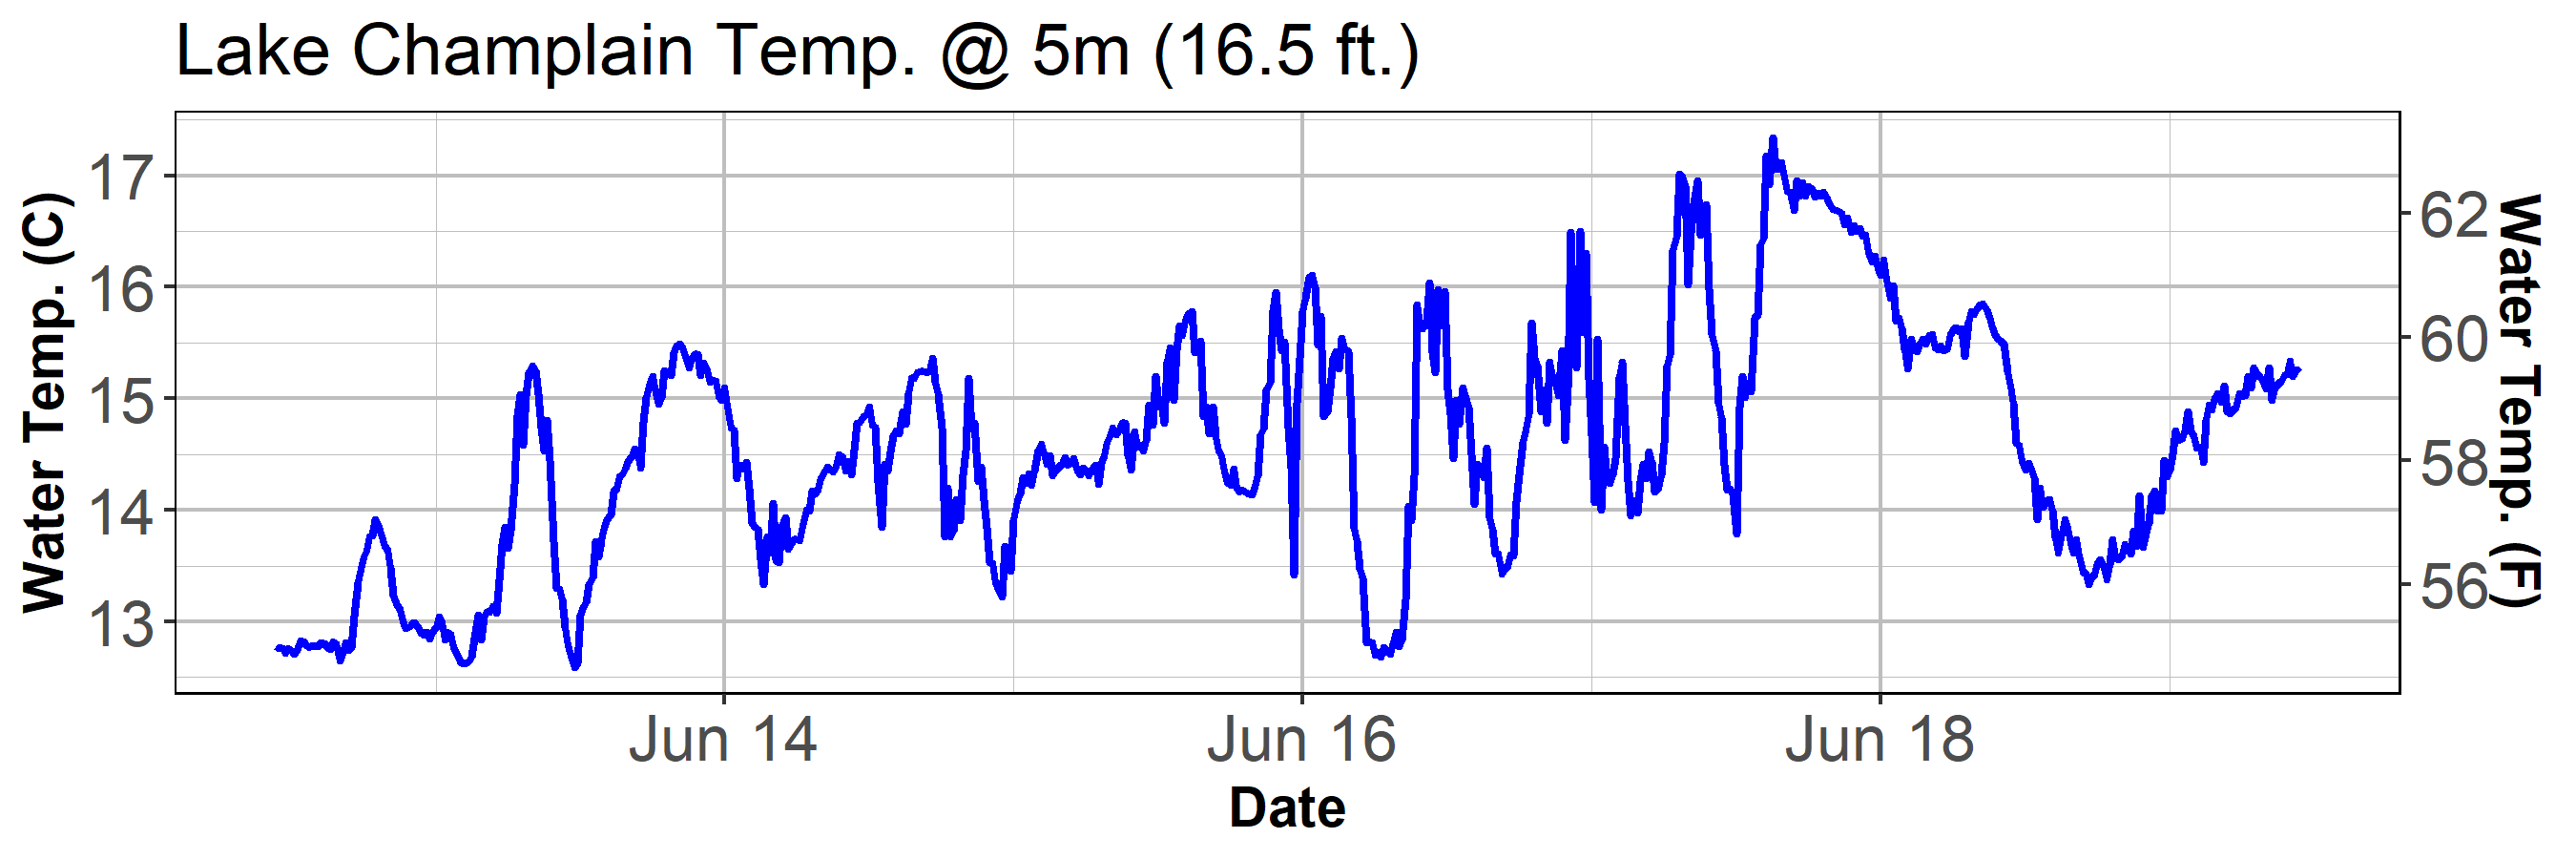 Lake Champlain Temp. @ 5m (16.5 ft.)
Water Temp. (C)
17
16
15
14
13
62
60
58
56
Water Temp. (F)
Jun 14 Jun 16 Jun 18
Date